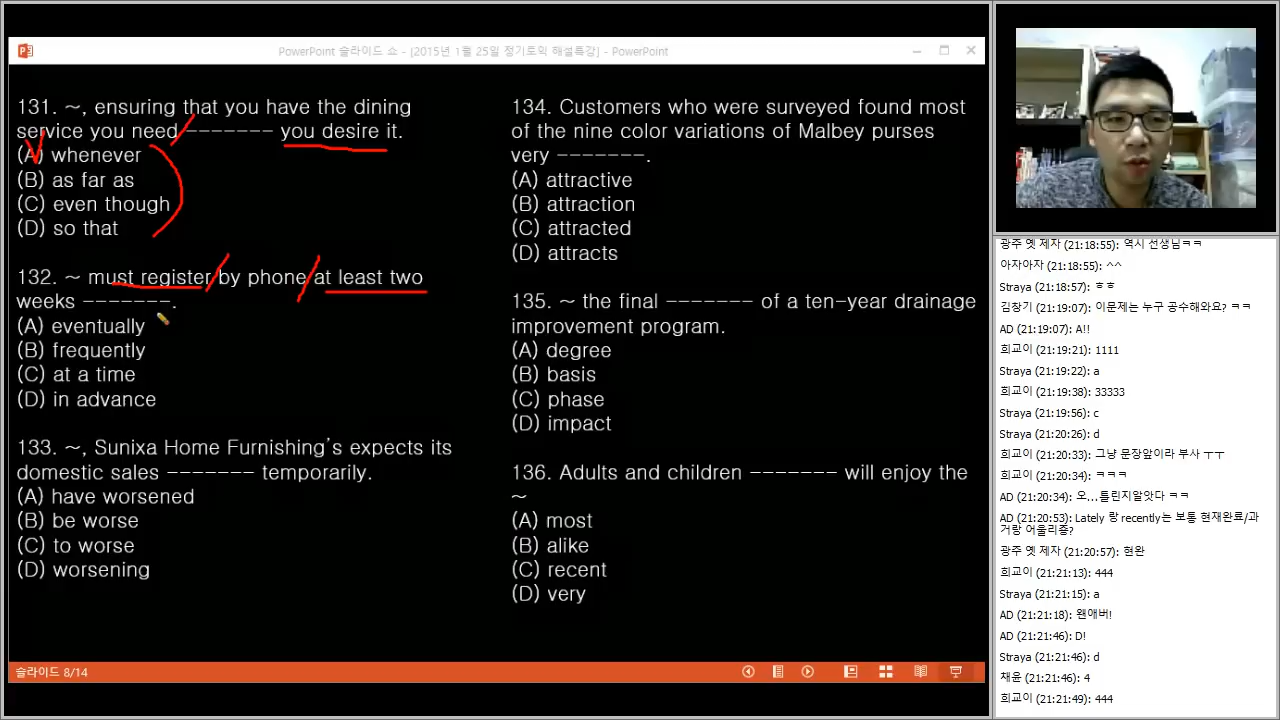 PowerPoint 슬라이드 쇼 - [2015년 1월 25일 정기토익 해설특강] - PowerPoint
131. ~, ensuring that you have the dining
service you need ------- you desire it.
(A) whenever
(B) as far as
(C) even though
(D) so that
132. ~ must register by phone at least two
weeks -------.
(A) eventually
(B) frequently
(C) at a time
(D) in advance
133. ~, Sunixa Home Furnishing's expects its
domestic sales ------- temporarily.
(A) have worsened
(B) be worse
(C) to worse
(D) worsening
134. Customers who were surveyed found most
of the nine color variations of Malbey purses
very -------.
(A) attractive
(B) attraction
(C) attracted
(D) attracts
135. ~ the final ------- of a ten-year drainage
improvement program.
(A) degree
(B) basis
(C) phase
(D) impact
136. Adults and children ------- will enjoy the
~
(A) most
(B) alike
(C) recent
(D) very
슬라이드 8/14
광주 옛 제자 (21:18:55): 역시 선생님ㅋㅋ
아자아자 (21:18:55): ^^
Straya (21:18:57): ㅎㅎ
김창기 (21:19:07): 이문제는 누구 공수해와요? ㅋㅋ
AD (21:19:07): A!!
희교이 (21:19:21): 1111
Straya (21:19:22): a
희교이 (21:19:38): 33333
Straya (21:19:56): c
Straya (21:20:26): d
희교이 (21:20:33): 그냥 문장앞이라 부사 ㅜㅜ
희교이 (21:20:34): ㅋㅋㅋ
AD (21:20:34): 오...틀린지알앗다 ㅋㅋ
AD (21:20:53): Lately 랑 recently는 보통 현재완료/과
거랑 어울리죵?
광주 옛 제자 (21:20:57): 현완
희교이 (21:21:13): 444
Straya (21:21:15): a
AD (21:21:18): 왠애버!
AD (21:21:46): D!
Straya (21:21:46): d
채윤 (21:21:46): 4
희교이 (21:21:49): 444